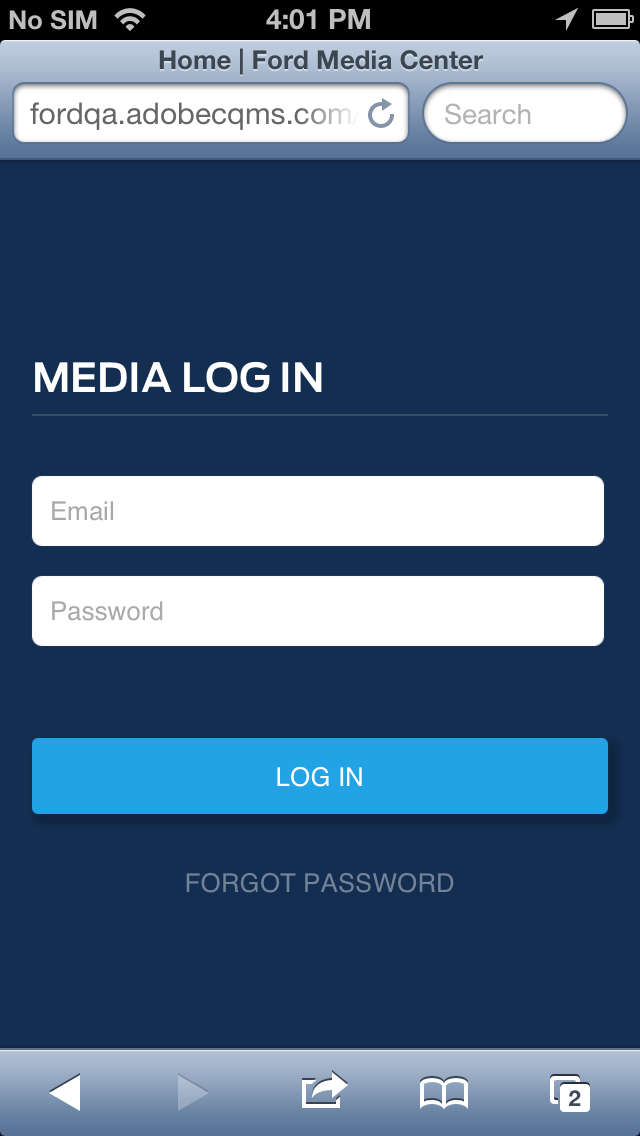 No SIM 4:01 PM
Home | Ford Media Center
fordqa.adobecqms.com/ Search
MEDIA LOG IN
Email
Password
LOG IN
FORGOT PASSWORD
2